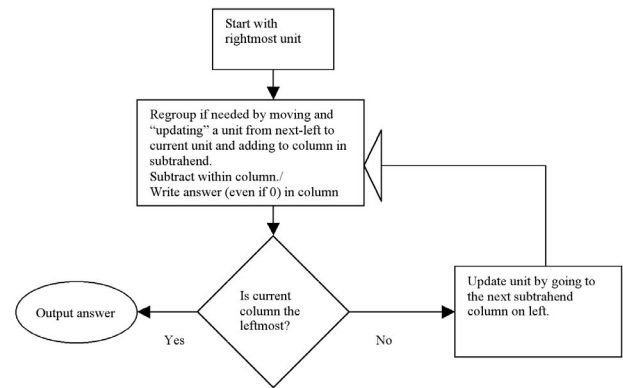 Start with
rightmost unit
Regroup if needed by moving and
“updating” a unit from next-left to
current unit and adding to column in
subtrahend.
Subtract within column./
Write answer (even if 0) in column
Is current
column the
leftmost?
Output answer
Yes
No
Update unit by going to
the next subtrahend
column on left.